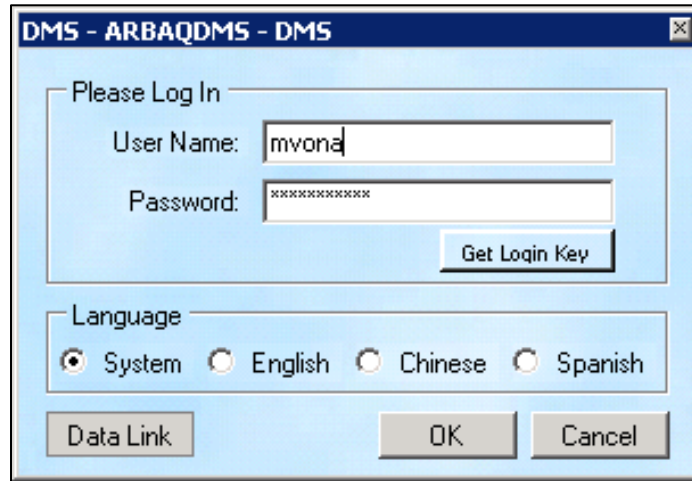 DMS - ARBAQDMS - DMS
Please Log In
User Name: mvona
Password: ***********
Get Login Key
Language
System English Chinese Spanish
Data Link OK Cancel